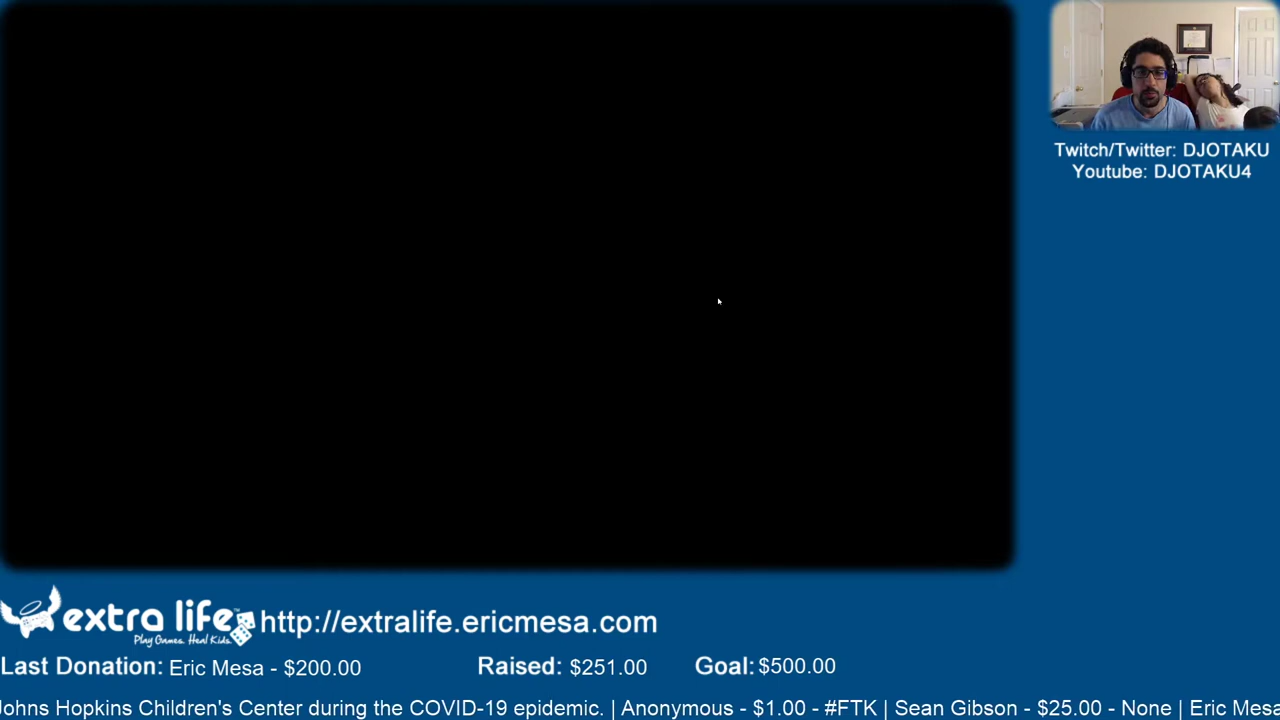 Twitch/Twitter: DJOTAKU
Youtube: DJOTAKU4
extra life
Play Games. Heal Kids.
http://extralife.ericmesa.com
Last Donation: Eric Mesa - $200.00 Raised: $251.00 Goal: $500.00
Johns Hopkins Children's Center during the COVID-19 epidemic. | Anonymous - $1.00 - #FTK | Sean Gibson - $25.00 - None | Eric Mesa